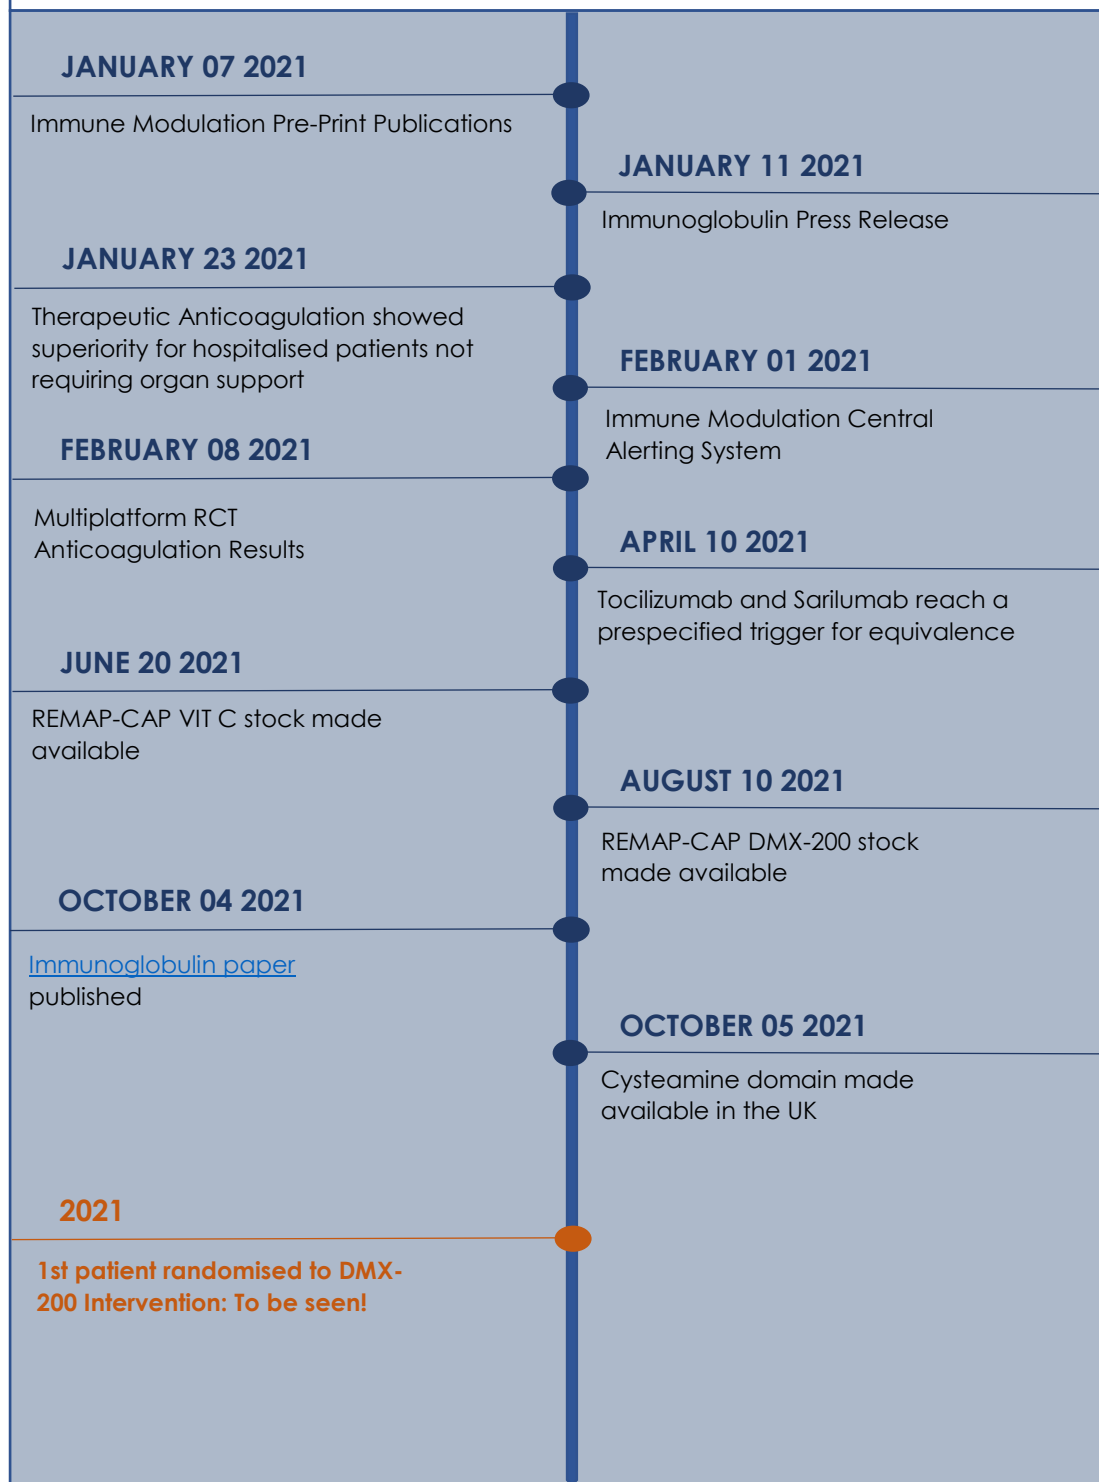 JANUARY 07 2021
Immune Modulation Pre-Print Publications
JANUARY 11 2021
Immunoglobulin Press Release
JANUARY 23 2021
Therapeutic Anticoagulation showed
superiority for hospitalised patients not
requiring organ support
FEBRUARY 01 2021
Immune Modulation Central
Alerting System
FEBRUARY 08 2021
Multiplatform RCT
Anticoagulation Results
APRIL 10 2021
Tocilizumab and Sarilumab reach a
prespecified trigger for equivalence
JUNE 20 2021
REMAP-CAP VIT C stock made
available
AUGUST 10 2021
REMAP-CAP DMX-200 stock
made available
OCTOBER 04 2021
Immunoglobulin paper
published
OCTOBER 05 2021
Cysteamine domain made
available in the UK
2021
1st patient randomised to DMX-
200 Intervention: To be seen!